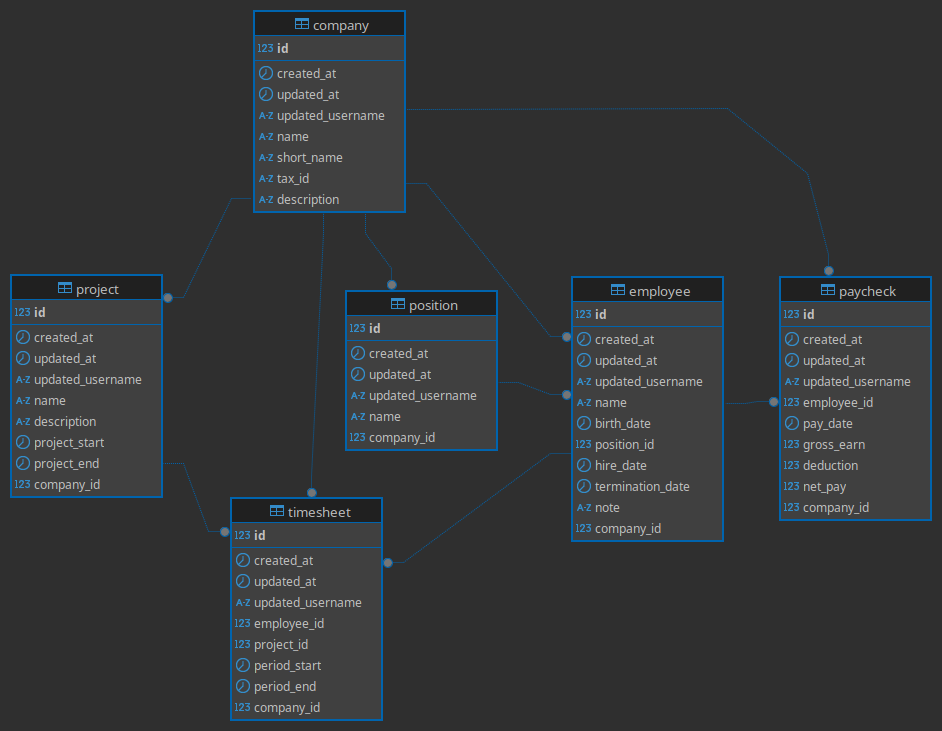 company
123 id
created_at
updated_at
A-Z updated_username
A-Z name
A-Z short_name
A-Z tax_id
A-Z description
project
123 id
created_at
updated_at
A-Z updated_username
A-Z name
A-Z description
project_start
project_end
123 company_id
position
123 id
created_at
updated_at
A-Z updated_username
A-Z name
123 company_id
employee
123 id
created_at
updated_at
A-Z updated_username
A-Z name
birth_date
123 position_id
hire_date
termination_date
A-Z note
123 company_id
paycheck
123 id
created_at
updated_at
A-Z updated_username
123 employee_id
pay_date
123 gross_earn
123 deduction
123 net_pay
123 company_id
timesheet
123 id
created_at
updated_at
A-Z updated_username
123 employee_id
123 project_id
period_start
period_end
123 company_id